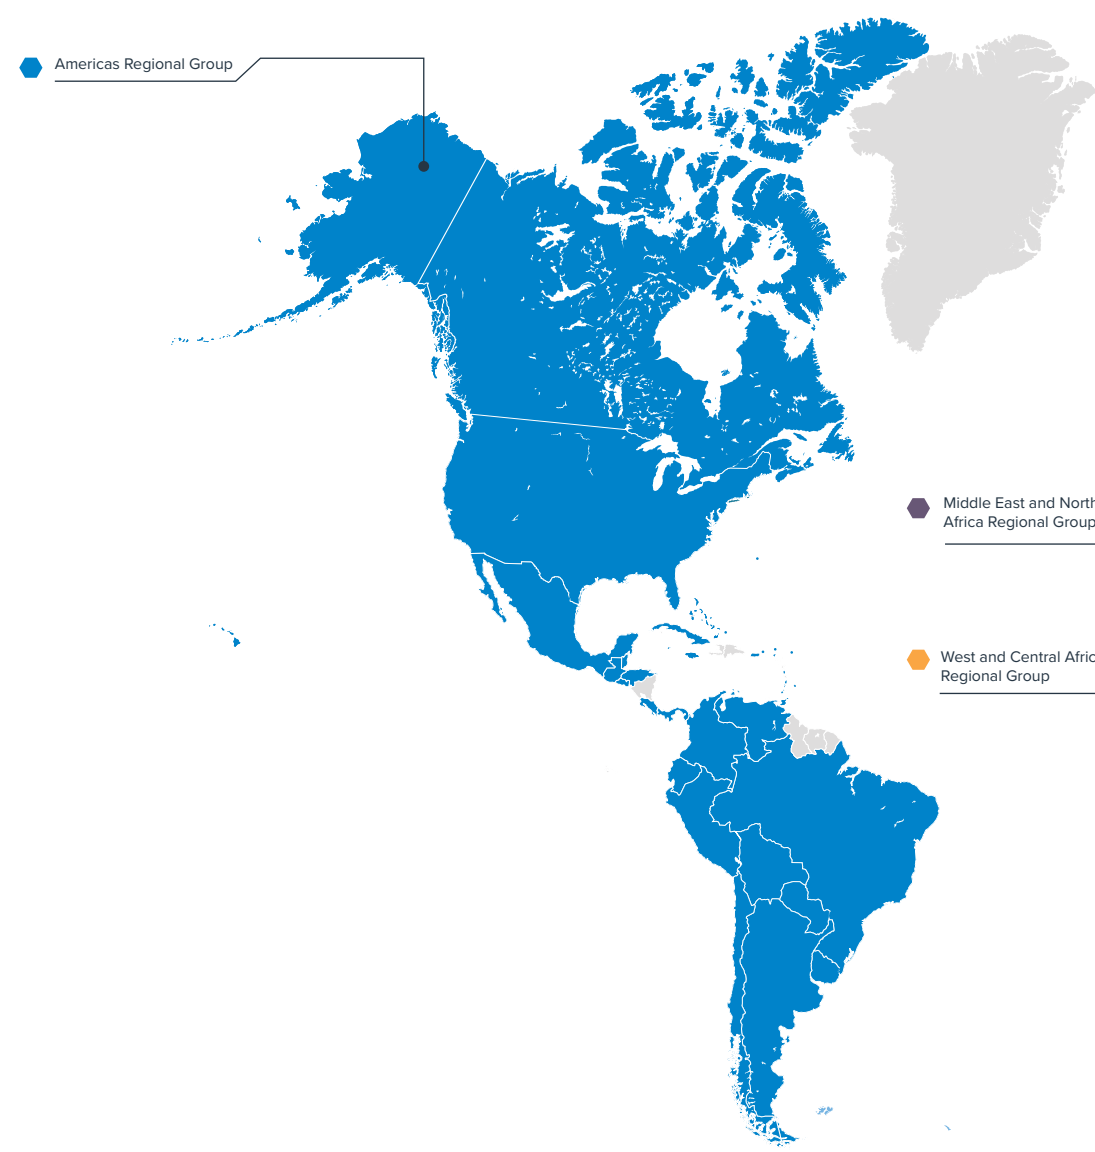 Americas Regional Group
Middle East and North
Africa Regional Group
West and Central Afric
Regional Group